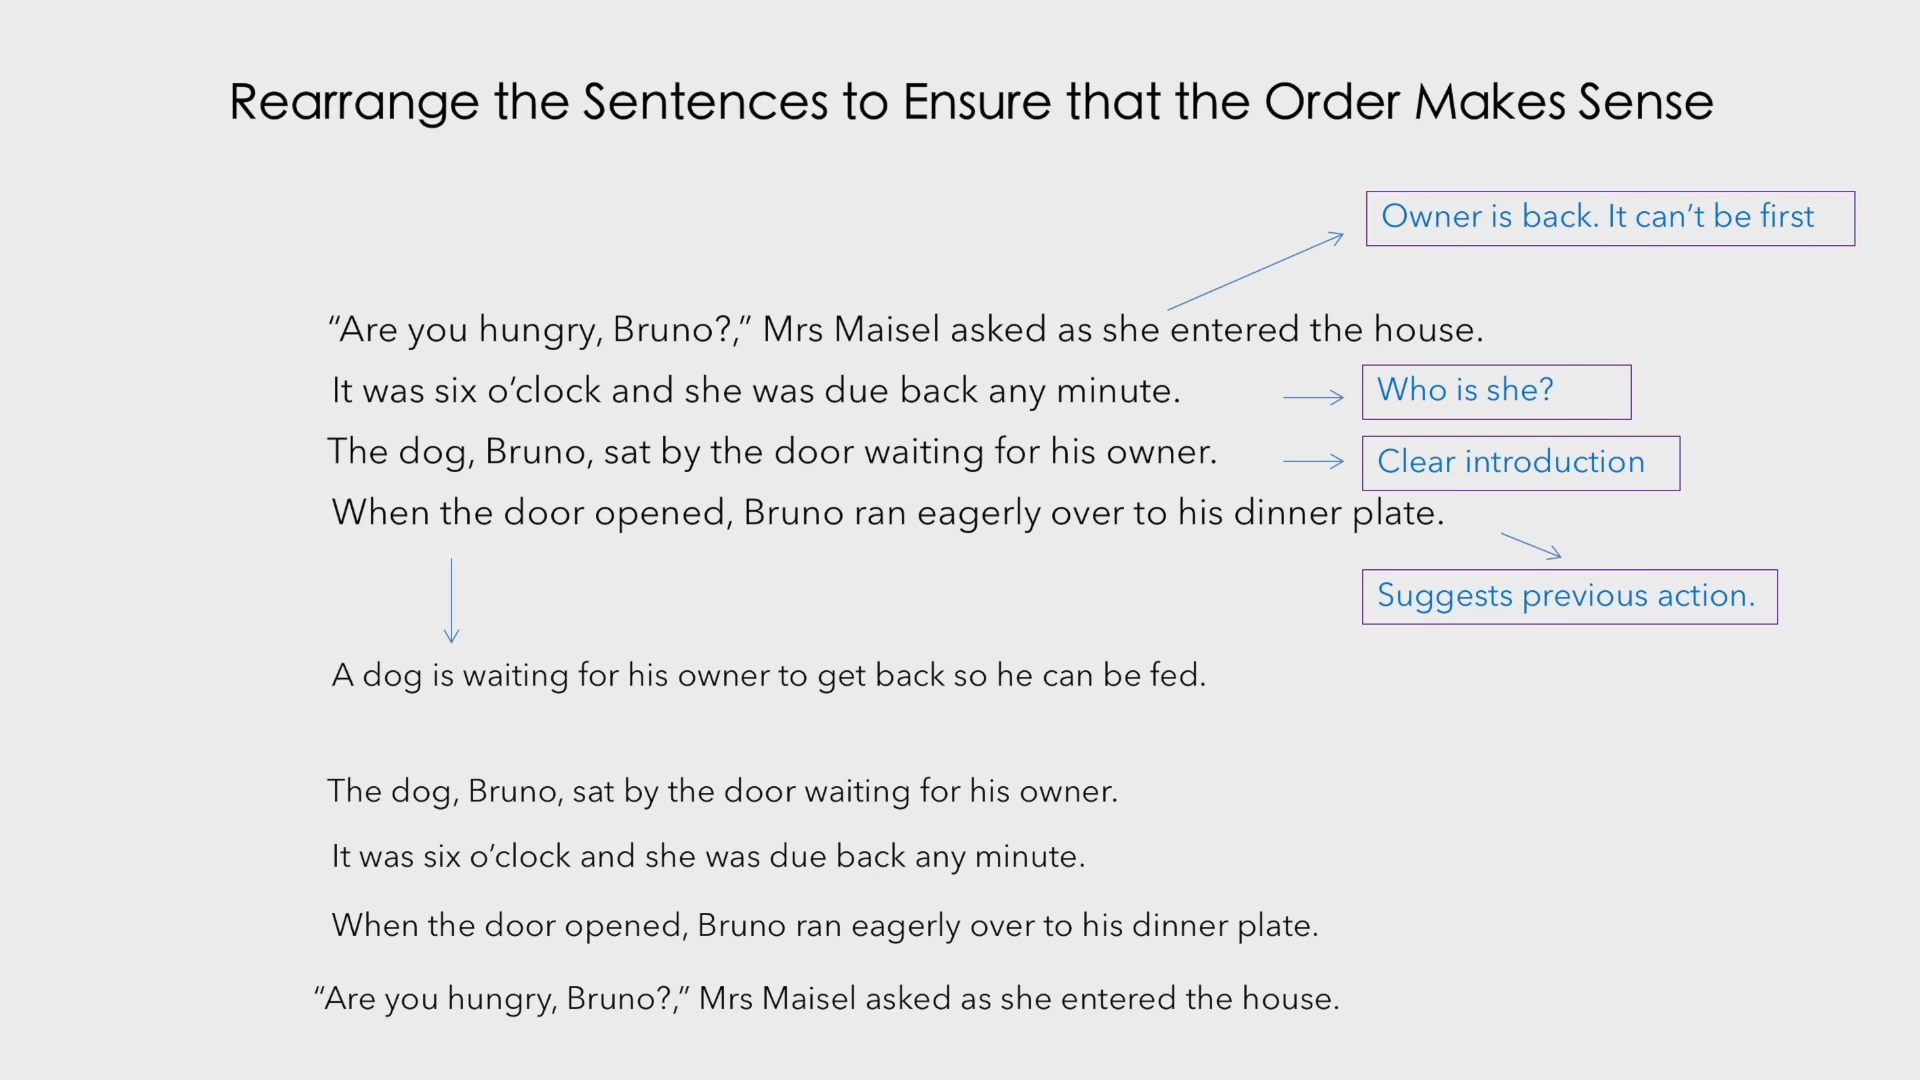 Rearrange the Sentences to Ensure that the Order Makes Sense
Owner is back. It can’t be first
“Are you hungry, Bruno?,” Mrs Maisel asked as she entered the house.
It was six o’clock and she was due back any minute.
Who is she?
The dog, Bruno, sat by the door waiting for his owner.
Clear introduction
When the door opened, Bruno ran eagerly over to his dinner plate.
Suggests previous action.
A dog is waiting for his owner to get back so he can be fed.
The dog, Bruno, sat by the door waiting for his owner.
It was six o’clock and she was due back any minute.
When the door opened, Bruno ran eagerly over to his dinner plate.
“Are you hungry, Bruno?,” Mrs Maisel asked as she entered the house.